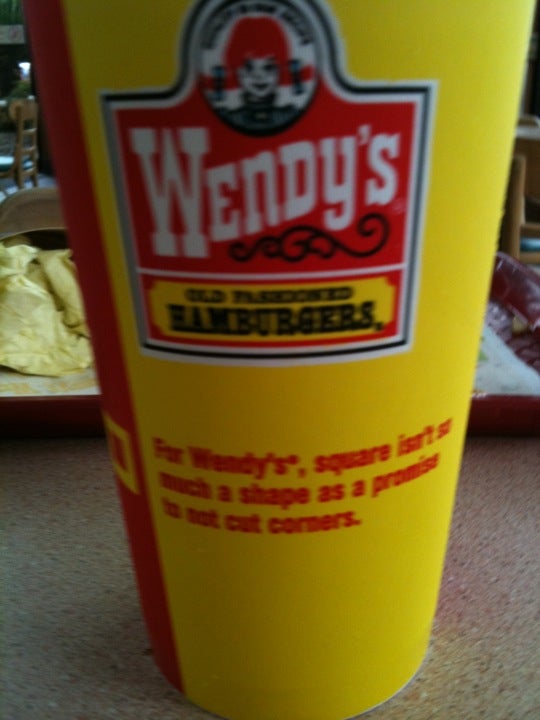 WENDY'S
OLD FASHIONED
HAMBURGERS.
For Wendy's®, square isn't so
much a shape as a promise
to not cut corners.